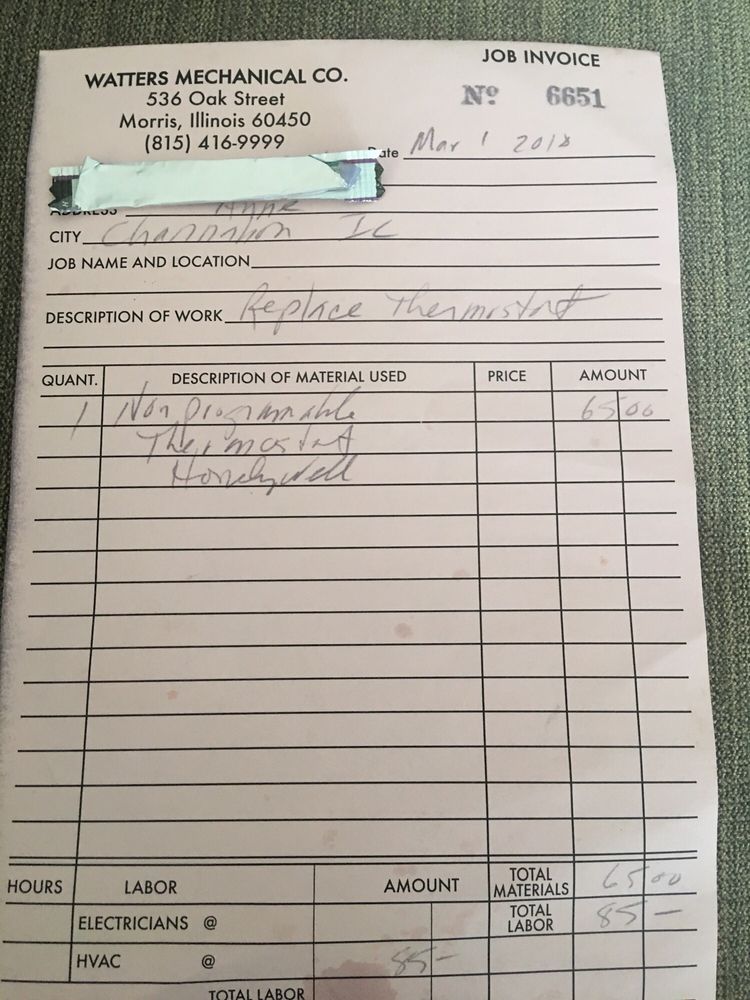 JOB INVOICE
WATTERS MECHANICAL CO.
536 Oak Street
Morris, Illinois 60450
(815) 416-9999
Nº 6651
Date Mar 1 2018
ADDRESS
CITY Channahon IL
JOB NAME AND LOCATION
DESCRIPTION OF WORK Replace Thermostat
QUANT. DESCRIPTION OF MATERIAL USED PRICE AMOUNT
1 Non programable 65 00
Thermostat
Honeywell
HOURS LABOR AMOUNT TOTAL MATERIALS 65 00
ELECTRICIANS @ TOTAL LABOR 85 —
HVAC @ 85 -
TOTAL LABOR